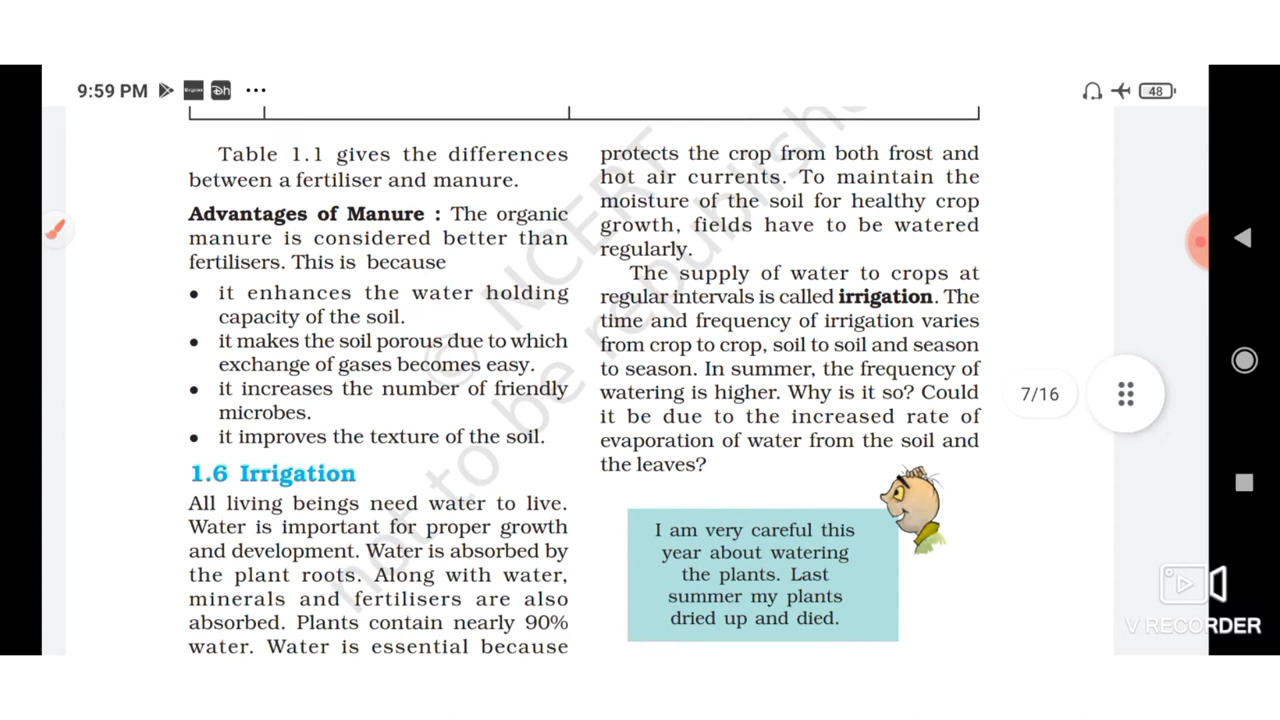 9:59 PM
48
Table 1.1 gives the differences
between a fertiliser and manure.
Advantages of Manure : The organic
manure is considered better than
fertilisers. This is because
• it enhances the water holding
capacity of the soil.
• it makes the soil porous due to which
exchange of gases becomes easy.
• it increases the number of friendly
microbes.
• it improves the texture of the soil.
1.6 Irrigation
All living beings need water to live.
Water is important for proper growth
and development. Water is absorbed by
the plant roots. Along with water,
minerals and fertilisers are also
absorbed. Plants contain nearly 90%
water. Water is essential because
protects the crop from both frost and
hot air currents. To maintain the
moisture of the soil for healthy crop
growth, fields have to be watered
regularly.
The supply of water to crops at
regular intervals is called irrigation. The
time and frequency of irrigation varies
from crop to crop, soil to soil and season
to season. In summer, the frequency of
watering is higher. Why is it so? Could
it be due to the increased rate of
evaporation of water from the soil and
the leaves?
I am very careful this
year about watering
the plants. Last
summer my plants
dried up and died.
7/16
© NCERT
not to be republished
V RECORDER